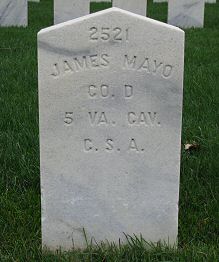 2521
JAMES MAYO
CO. D
5 VA. CAV.
C. S. A.